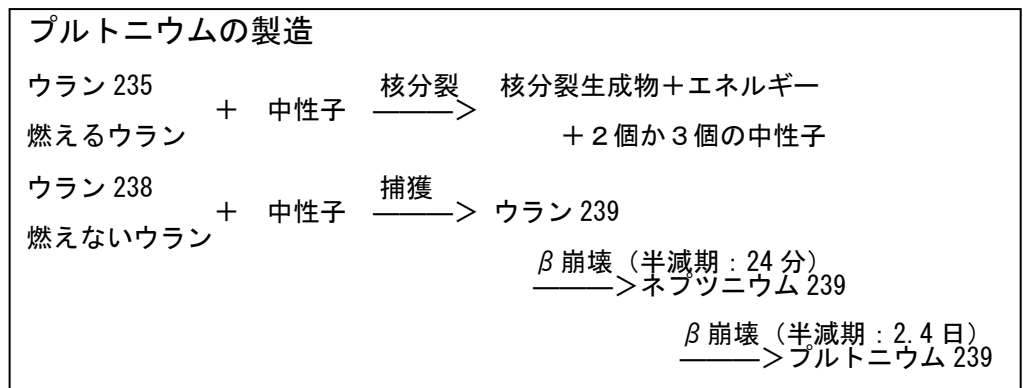 プルトニウムの製造
ウラン 235
燃えるウラン
＋ 中性子 ―――＞
核分裂
核分裂生成物＋エネルギー
＋２個か３個の中性子
ウラン 238
燃えないウラン
＋ 中性子 ―――＞ ウラン 239
捕獲
β崩壊（半減期：24 分）
―――＞ネプツニウム 239
β崩壊（半減期：2.4 日）
―――＞プルトニウム 239